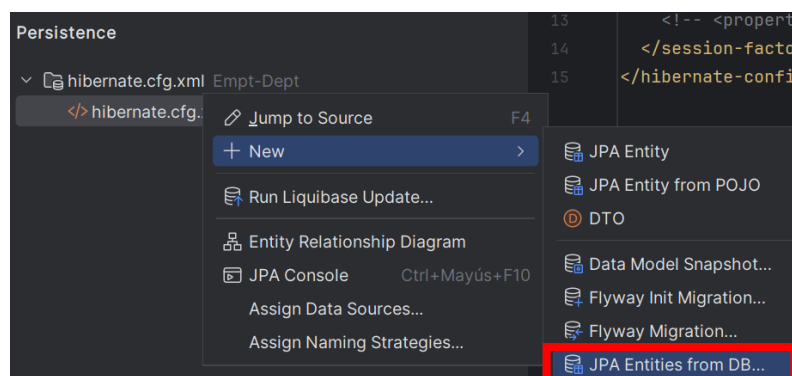 Persistence
hibernate.cfg.xml Empt-Dept
hibernate.cfg.
13 <!-- <propert
14 </session-facto
15 </hibernate-confi
Jump to Source F4
New
Run Liquibase Update...
Entity Relationship Diagram
JPA Console Ctrl+Mayús+F10
Assign Data Sources...
Assign Naming Strategies...
JPA Entity
JPA Entity from POJO
D DTO
Data Model Snapshot...
Flyway Init Migration...
Flyway Migration...
JPA Entities from DB...